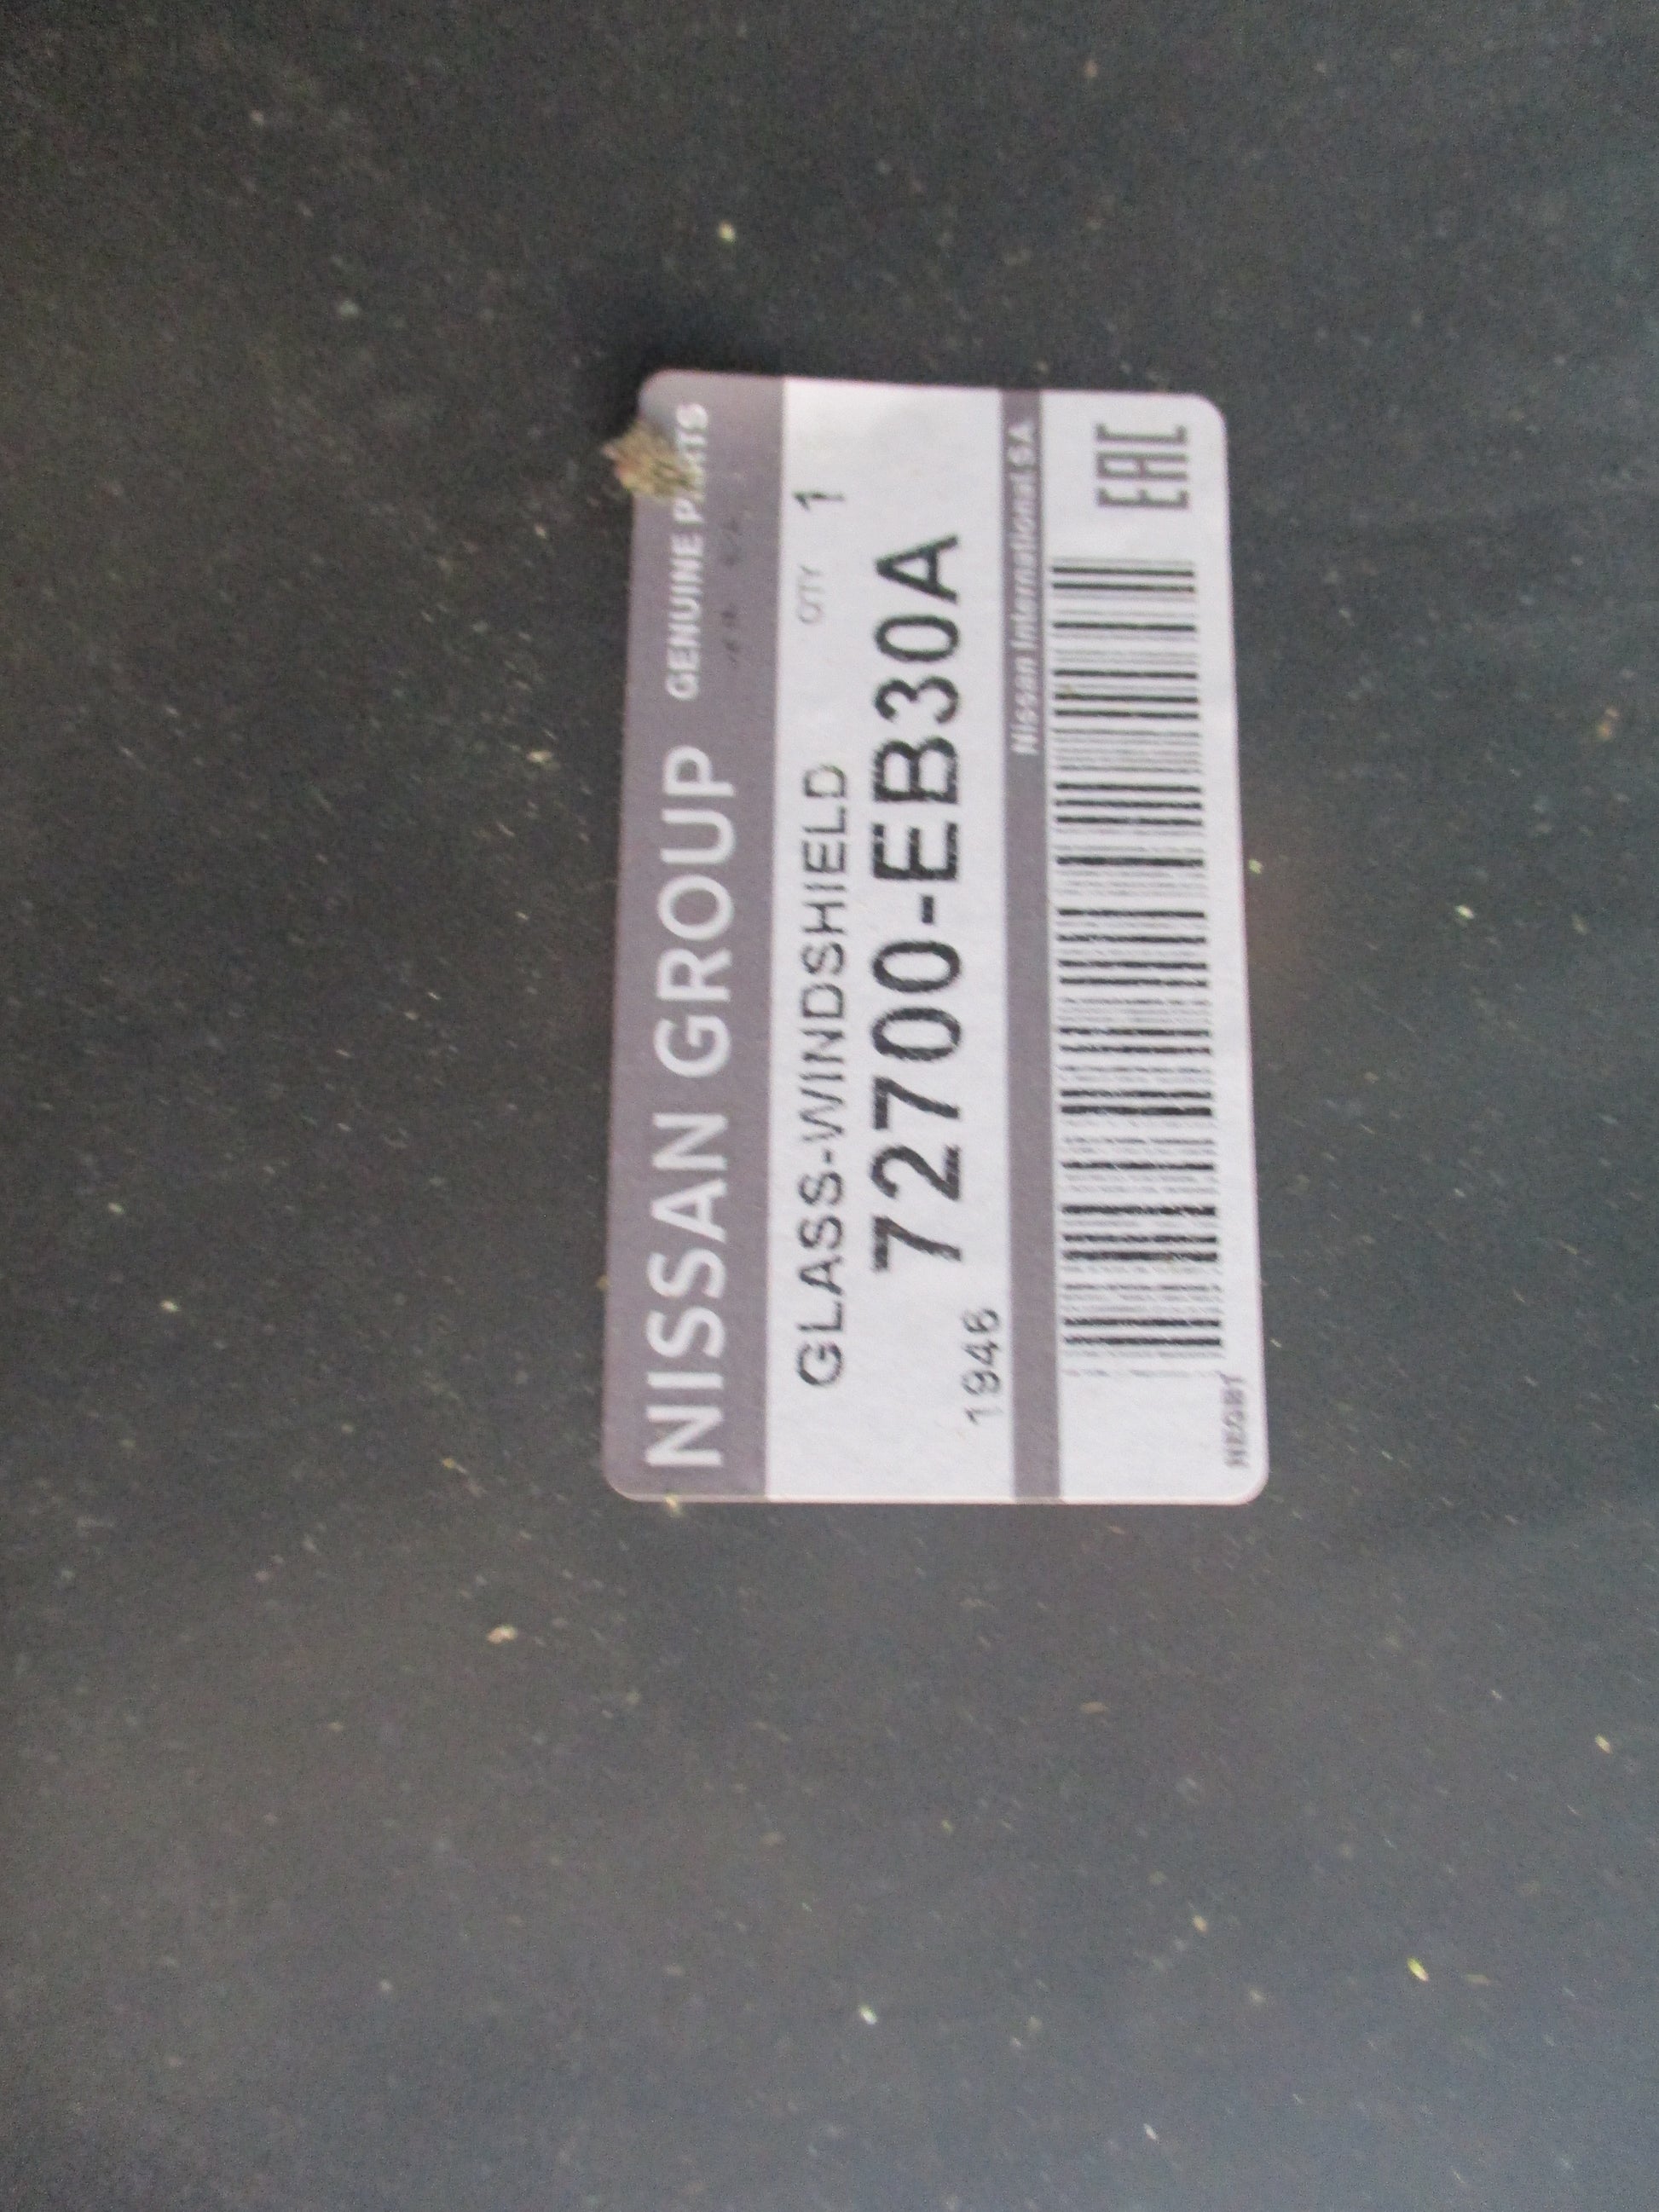 NISSAN GROUP GENUINE PARTS
GLASS-WINDSHIELD QTY 1
72700-EB30A
1946
Nissan International SA
EAC